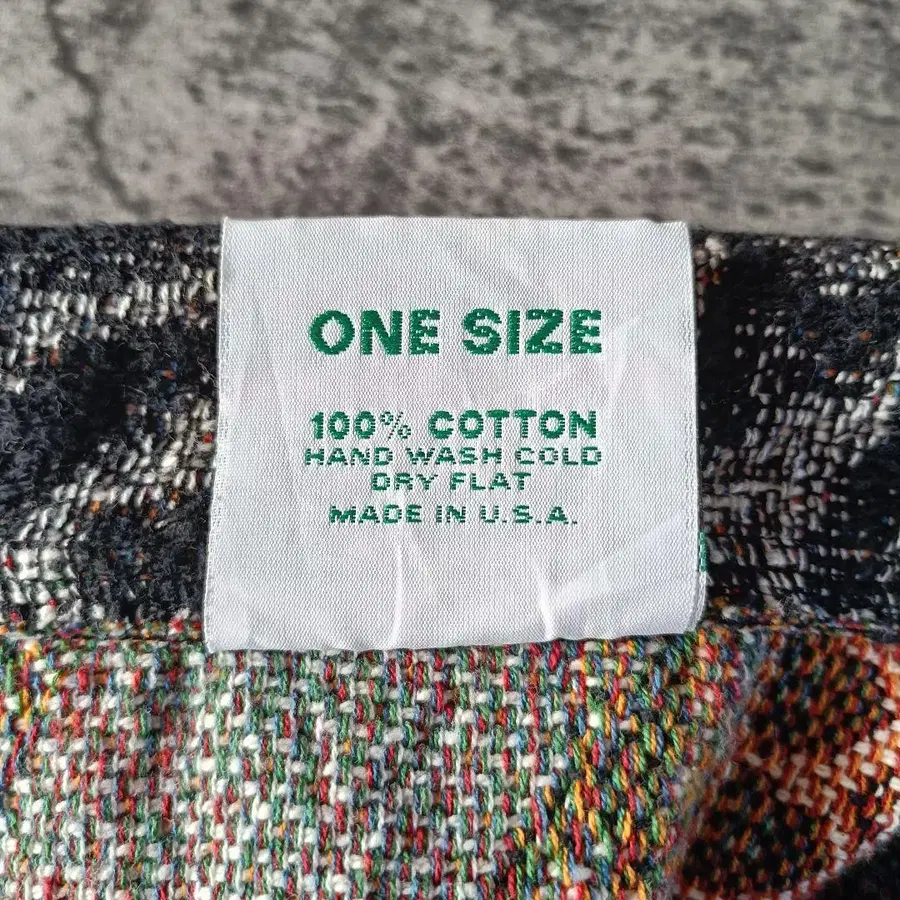 ONE SIZE
100% COTTON
HAND WASH COLD
DRY FLAT
MADE IN U.S.A.